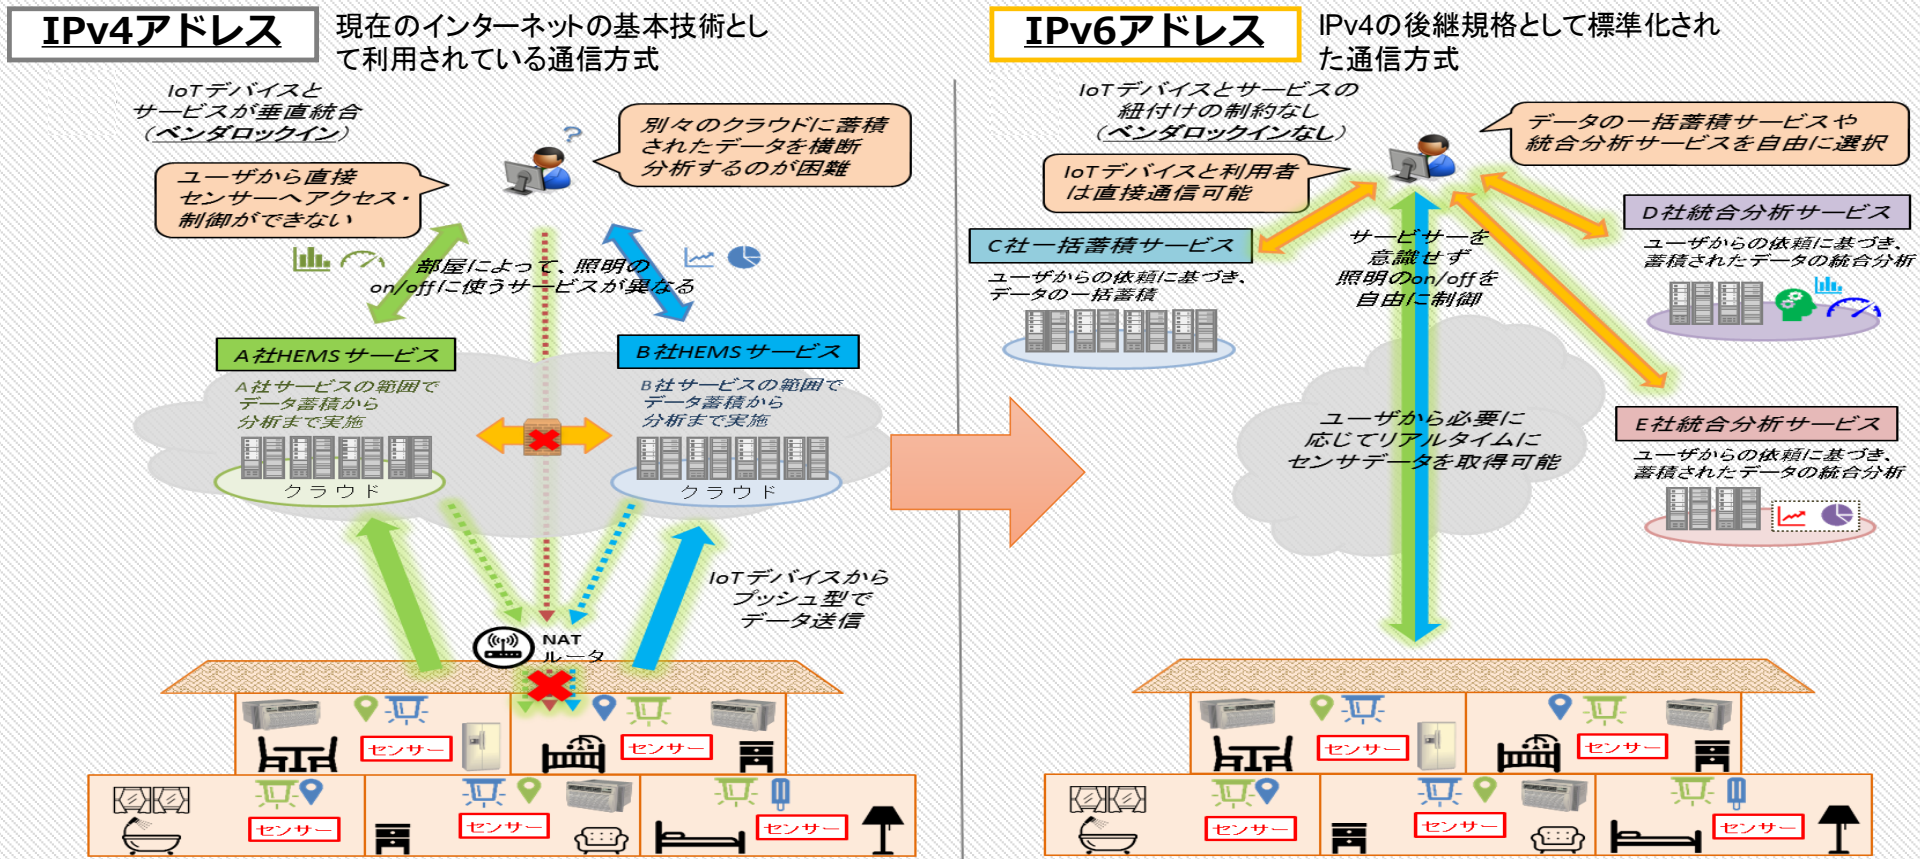 IPv4アドレス
現在のインターネットの基本技術とし
て利用されている通信方式
IoTデバイスと
サービスが垂直統合
(ベンダロックイン)
ユーザから直接
センサーへアクセス・
制御ができない
別々のクラウドに蓄積
されたデータを横断
分析するのが困難
部屋によって、照明の
on/offに使うサービスが異なる
A社HEMSサービス
A社サービスの範囲で
データ蓄積から
分析まで実施
クラウド
B社HEMSサービス
B社サービスの範囲で
データ蓄積から
分析まで実施
クラウド
IoTデバイスから
プッシュ型で
データ送信
NAT
ルータ
センサー
センサー
センサー
センサー
センサー
IPv6アドレス
IPv4の後継規格として標準化され
た通信方式
IoTデバイスとサービスの
紐付けの制約なし
(ベンダロックインなし)
IoTデバイスと利用者
は直接通信可能
データの一括蓄積サービスや
統合分析サービスを自由に選択
C社一括蓄積サービス
ユーザからの依頼に基づき、
データの一括蓄積
サービサーを
意識せず
照明のon/offを
自由に制御
D社統合分析サービス
ユーザからの依頼に基づき、
蓄積されたデータの統合分析
ユーザから必要に
応じてリアルタイムに
センサデータを取得可能
E社統合分析サービス
ユーザからの依頼に基づき、
蓄積されたデータの統合分析
センサー
センサー
センサー
センサー
センサー